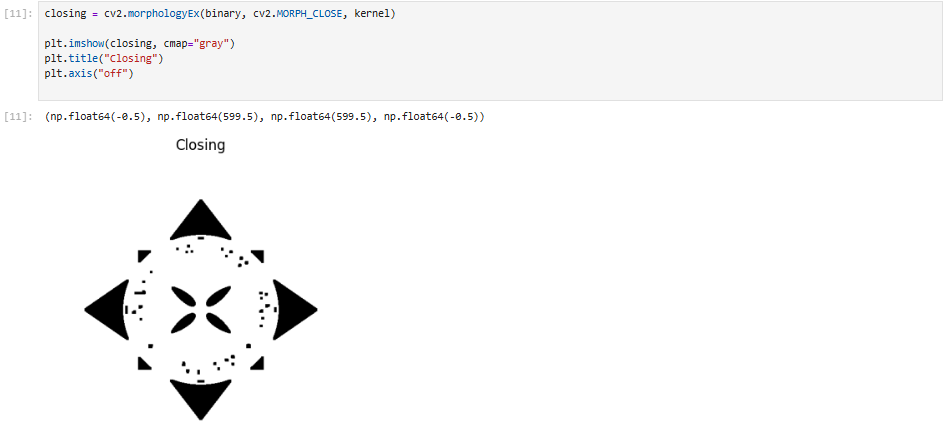 [11]: closing = cv2.morphologyEx(binary, cv2.MORPH_CLOSE, kernel)
plt.imshow(closing, cmap="gray")
plt.title("Closing")
plt.axis("off")
[11]: (np.float64(-0.5), np.float64(599.5), np.float64(599.5), np.float64(-0.5))
Closing